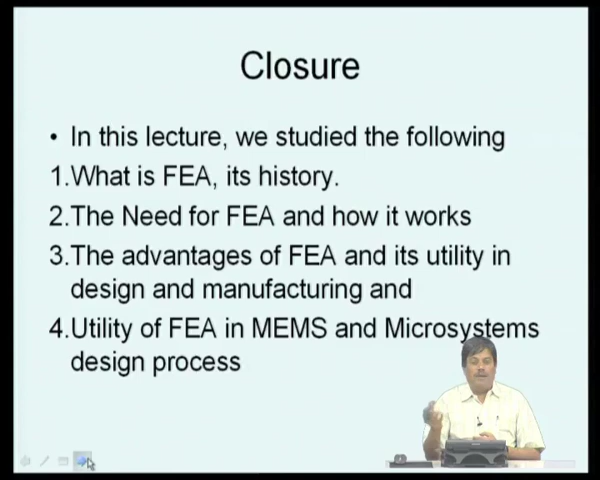 Closure
• In this lecture, we studied the following
1.What is FEA, its history.
2.The Need for FEA and how it works
3.The advantages of FEA and its utility in
design and manufacturing and
4.Utility of FEA in MEMS and Microsystems
design process